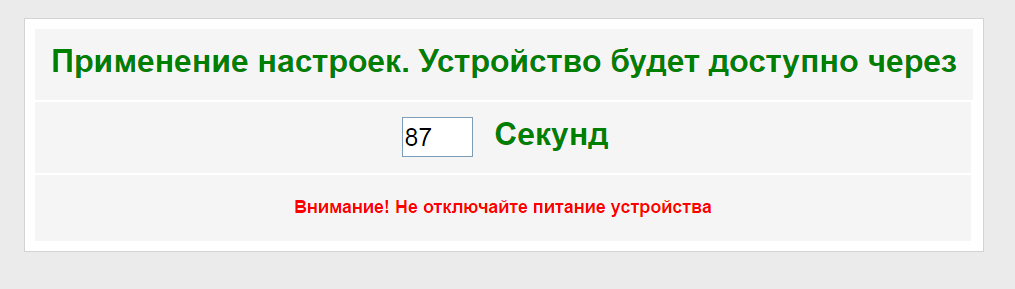 Применение настроек. Устройство будет доступно через
87 Секунд
Внимание! Не отключайте питание устройства